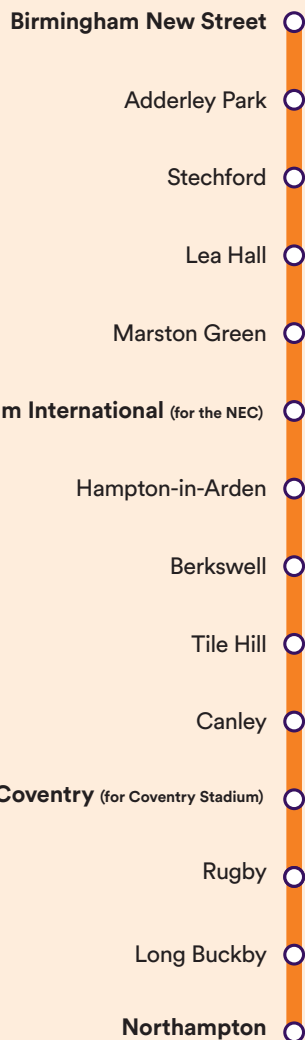 Birmingham New Street
Adderley Park
Stechford
Lea Hall
Marston Green
m International (for the NEC)
Hampton-in-Arden
Berkswell
Tile Hill
Canley
Coventry (for Coventry Stadium)
Rugby
Long Buckby
Northampton